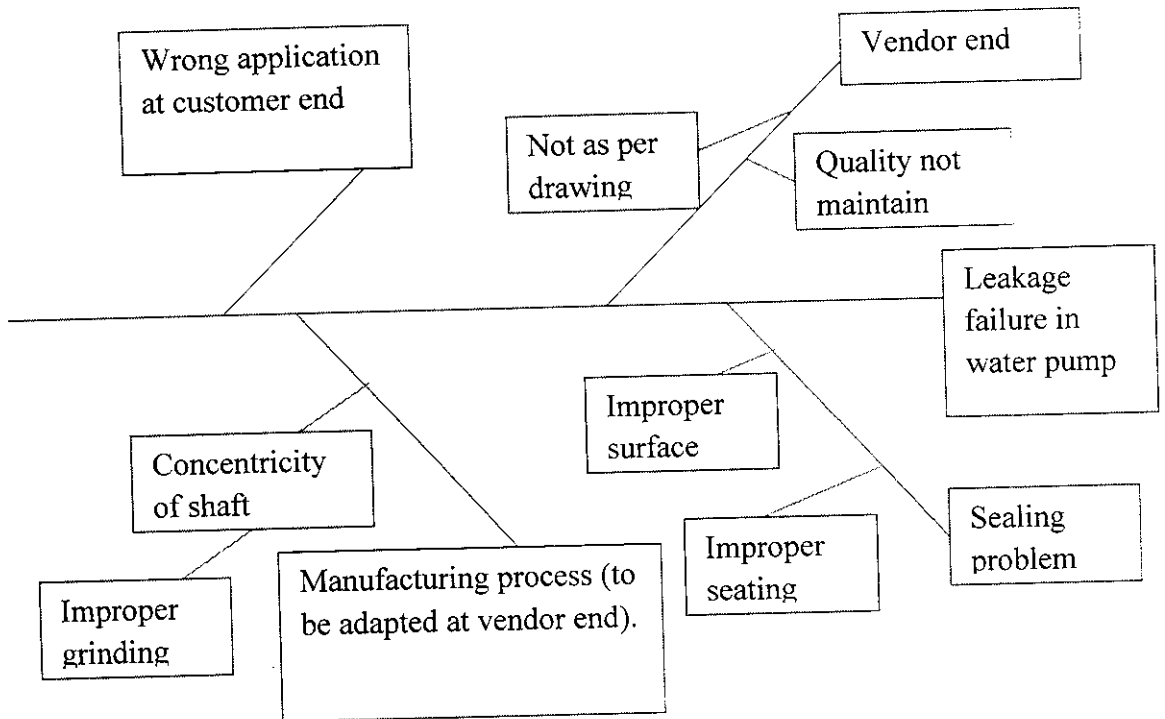 Wrong application
at customer end
Vendor end
Not as per
drawing
Quality not
maintain
Leakage
failure in
water pump
Improper
surface
Concentricity
of shaft
Improper
seating
Sealing
problem
Manufacturing process (to
be adapted at vendor end).
Improper
grinding